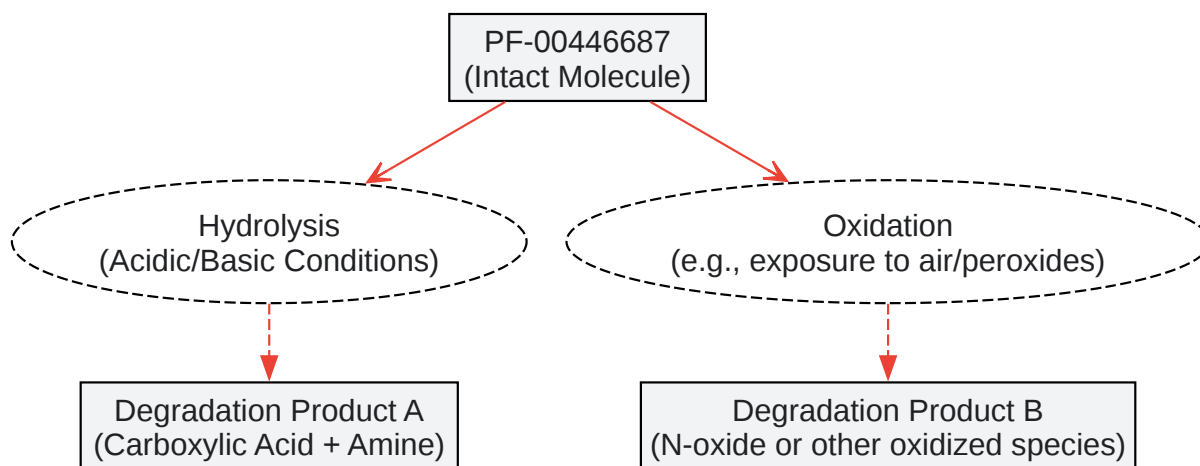 PF-00446687
(Intact Molecule)
Hydrolysis
(Acidic/Basic Conditions)
Oxidation
(e.g., exposure to air/peroxides)
Degradation Product A
(Carboxylic Acid + Amine)
Degradation Product B
(N-oxide or other oxidized species)